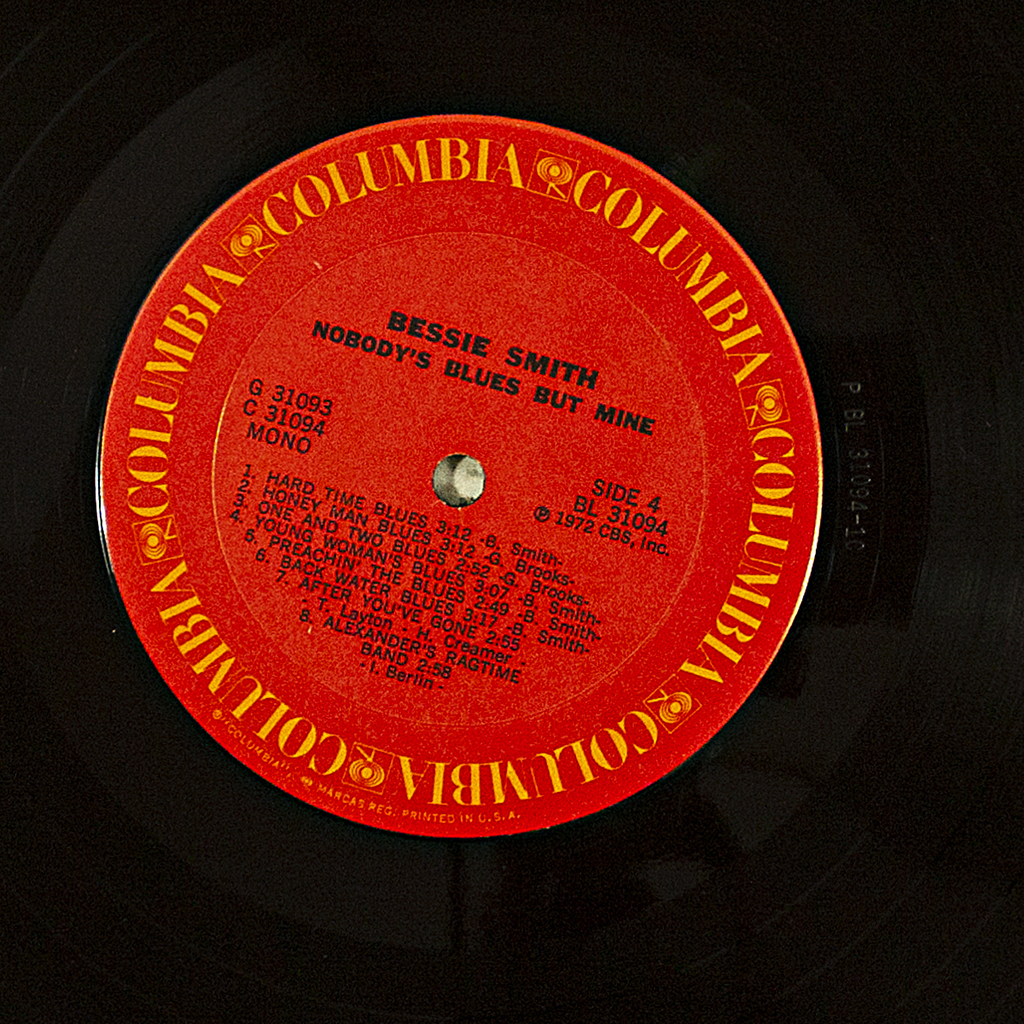 COLUMBIA COLUMBIA COLUMBIA COLUMBIA COLUMBIA COLUMBIA COLUMBIA
BESSIE SMITH
NOBODY'S BLUES BUT MINE
G 31093
C 31094
MONO
SIDE 4
BL 31094
℗ 1972 CBS, Inc.
1. HARD TIME BLUES 3:12 -B. Smith-
2. HONEY MAN BLUES 3:12 -G. Brooks-
3. ONE AND TWO BLUES 2:52 -G. Brooks-
4. YOUNG WOMAN'S BLUES 3:07 -B. Smith-
5. PREACHIN' THE BLUES 2:49 -B. Smith-
6. BACK WATER BLUES 3:17 -B. Smith-
7. AFTER YOU'VE GONE 2:55
- T. Layton - H. Creamer -
8. ALEXANDER'S RAGTIME
BAND 2:58
- I. Berlin -
® "COLUMBIA", MARCAS REG. PRINTED IN U.S.A.
P BL 31094-1C